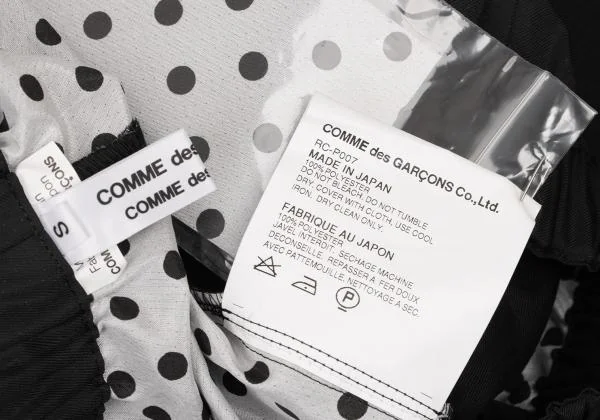 COMME des
COMME des
S
çons
COM
COMME des GARÇONS Co.,Ltd.
RC-P007
MADE IN JAPAN
100% POLYESTER
DO NOT BLEACH, DO NOT TUMBLE
DRY, COVER WITH CLOTH, USE COOL
IRON, DRY CLEAN ONLY.
FABRIQUE AU JAPON
100% POLYESTER
JAVEL INTERDIT, SECHAGE MACHINE
DECONSEILLE, REPASSER A FER DOUX
AVEC PATTEMOUILLE, NETTOYAGE A SEC.
P